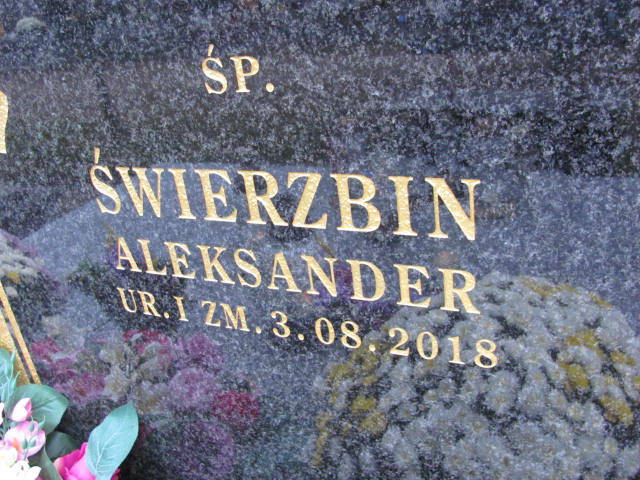 ŚP.
ŚWIERZBIN
ALEKSANDER
UR. I ZM. 3.08.2018